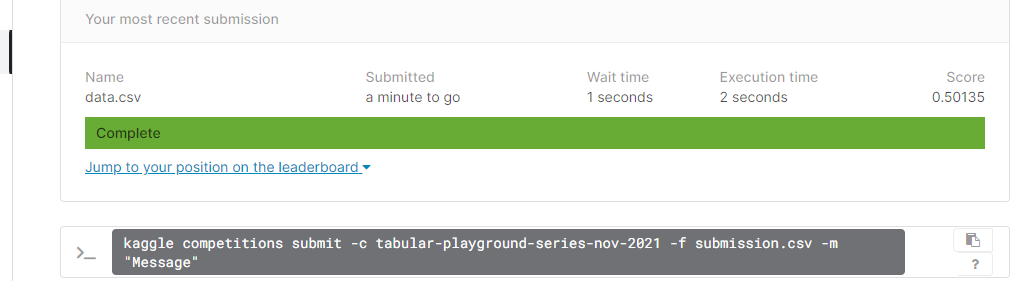 Your most recent submission
Name Submitted Wait time Execution time Score
data.csv a minute to go 1 seconds 2 seconds 0.50135
Complete
Jump to your position on the leaderboard
>_ kaggle competitions submit -c tabular-playground-series-nov-2021 -f submission.csv -m
"Message"
?